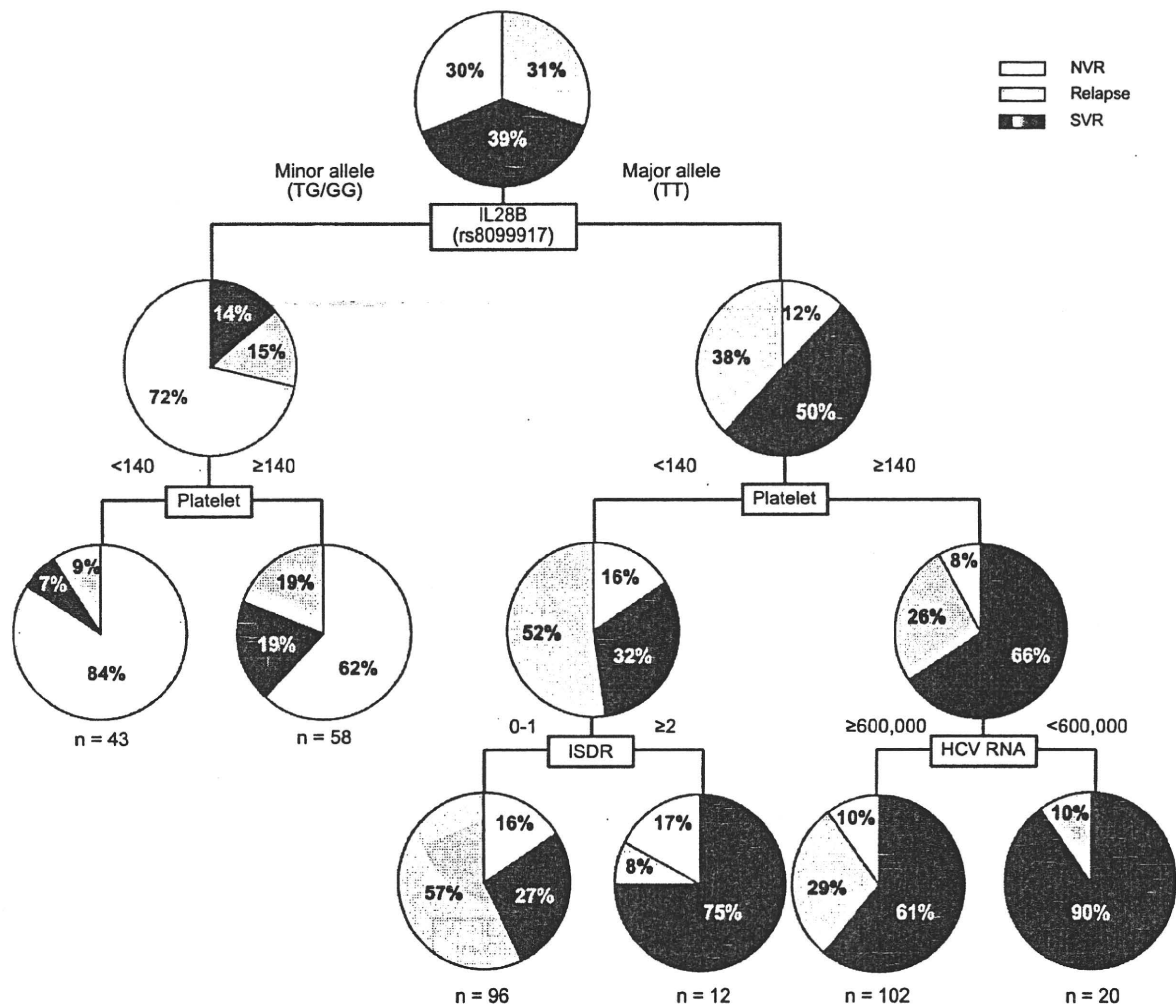 30%
31%
39%
NVR
Relapse
SVR
Minor allele
(TG/GG)
Major allele
(TT)
IL28B
(rs8099917)
14%
15%
72%
12%
38%
50%
<140
≥140
Platelet
<140
≥140
Platelet
9%
7%
84%
n = 43
19%
19%
62%
n = 58
16%
52%
32%
8%
26%
66%
0-1
≥2
ISDR
≥600,000
<600,000
HCV RNA
16%
57%
27%
n = 96
17%
8%
75%
n = 12
10%
29%
61%
n = 102
10%
90%
n = 20